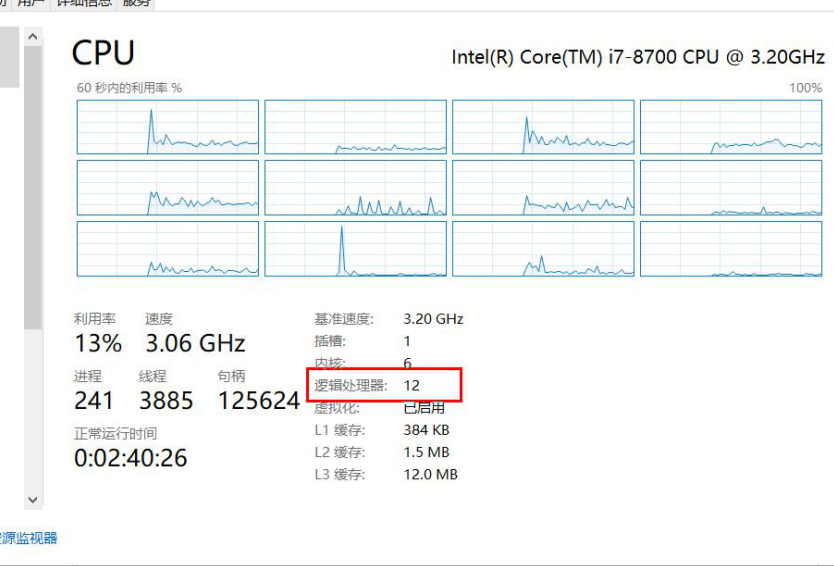 用户 详细信息 服务
CPU
Intel(R) Core(TM) i7-8700 CPU @ 3.20GHz
60 秒内的利用率 %
100%
利用率 速度
13% 3.06 GHz
进程 线程 句柄
241 3885 125624
正常运行时间
0:02:40:26
基准速度: 3.20 GHz
插槽: 1
内核: 6
逻辑处理器: 12
虚拟化: 已启用
L1 缓存: 384 KB
L2 缓存: 1.5 MB
L3 缓存: 12.0 MB
源监视器